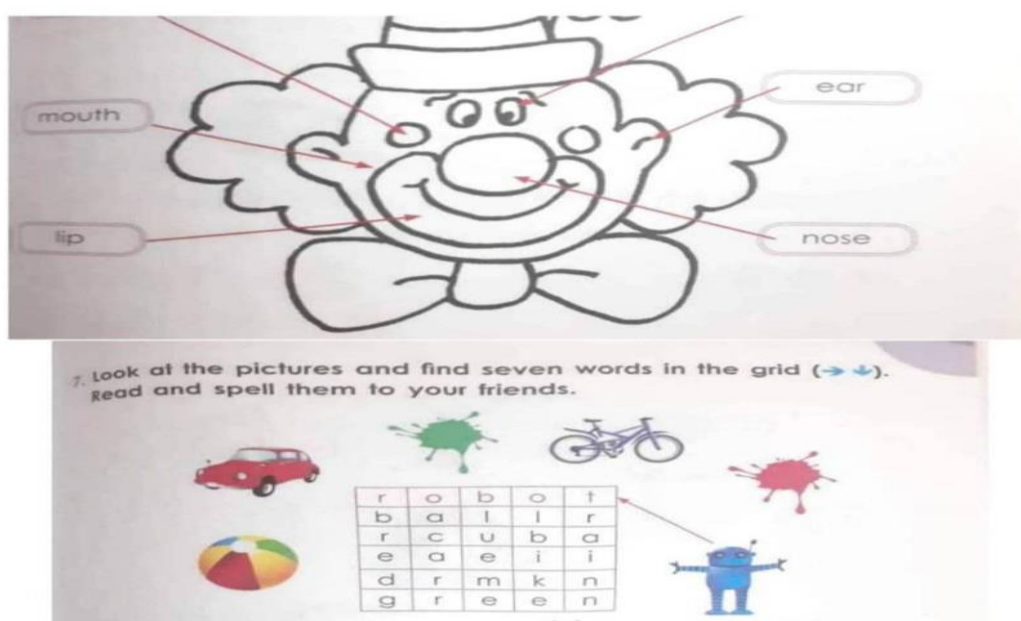 ear
mouth
lip
nose
7. Look at the pictures and find seven words in the grid (→ ↓).
Read and spell them to your friends.
r o b o t
b a l l r
r c u b a
e a e i i
d r m k n
g r e e n